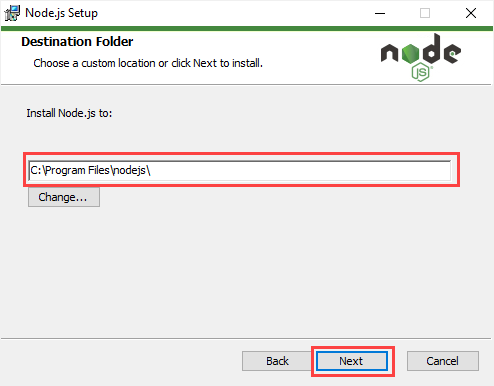 Node.js Setup
Destination Folder
Choose a custom location or click Next to install.
node
JS®
Install Node.js to:
C:\Program Files\nodejs\
Change...
Back
Next
Cancel